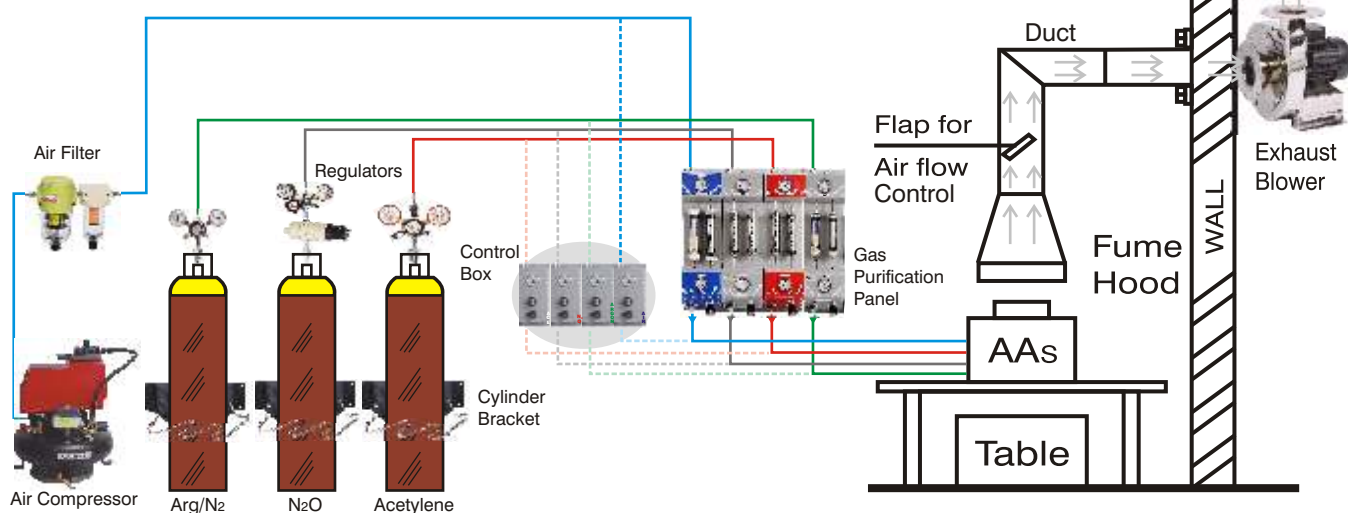 Duct
Flap for
Air flow
Control
Exhaust
Blower
WALL
Fume
Hood
Air Filter
Regulators
Control
Box
Gas
Purification
Panel
AAs
Cylinder
Bracket
Table
Air Compressor
Arg/N2
N2O
Acetylene